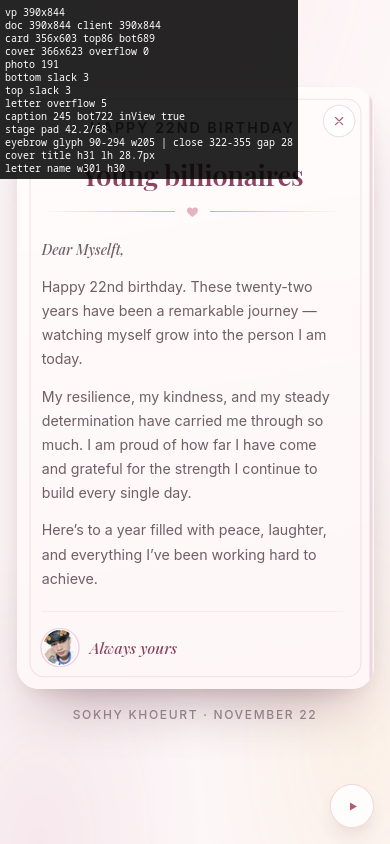 vp 390x844
doc 390x844 client 390x844
card 356x603 top86 bot689
cover 366x623 overflow 0
photo 191
bottom slack 3
top slack 3
letter overflow 5
caption 245 bot722 inView true
stage pad 42.2/68
eyebrow glyph 90-294 w205 | close 322-355 gap 28
cover title h31 lh 28.7px
letter name w301 h30
HAPPY 22ND BIRTHDAY
Young billionaires
Dear Myselft,
Happy 22nd birthday. These twenty-two
years have been a remarkable journey —
watching myself grow into the person I am
today.
My resilience, my kindness, and my steady
determination have carried me through so
much. I am proud of how far I have come
and grateful for the strength I continue to
build every single day.
Here’s to a year filled with peace, laughter,
and everything I’ve been working hard to
achieve.
Always yours
SOKHY KHOEURT · NOVEMBER 22